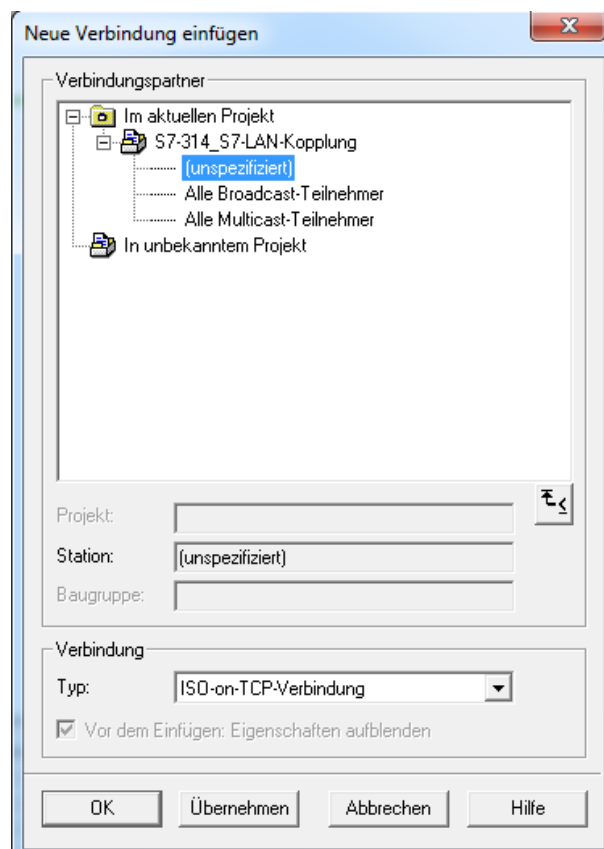 Neue Verbindung einfügen
Verbindungspartner
Im aktuellen Projekt
S7-314_S7-LAN-Kopplung
(unspezifiziert)
Alle Broadcast-Teilnehmer
Alle Multicast-Teilnehmer
In unbekanntem Projekt
Projekt:
Station: (unspezifiziert)
Baugruppe:
Verbindung
Typ: ISO-on-TCP-Verbindung
Vor dem Einfügen: Eigenschaften aufblenden
OK Übernehmen Abbrechen Hilfe